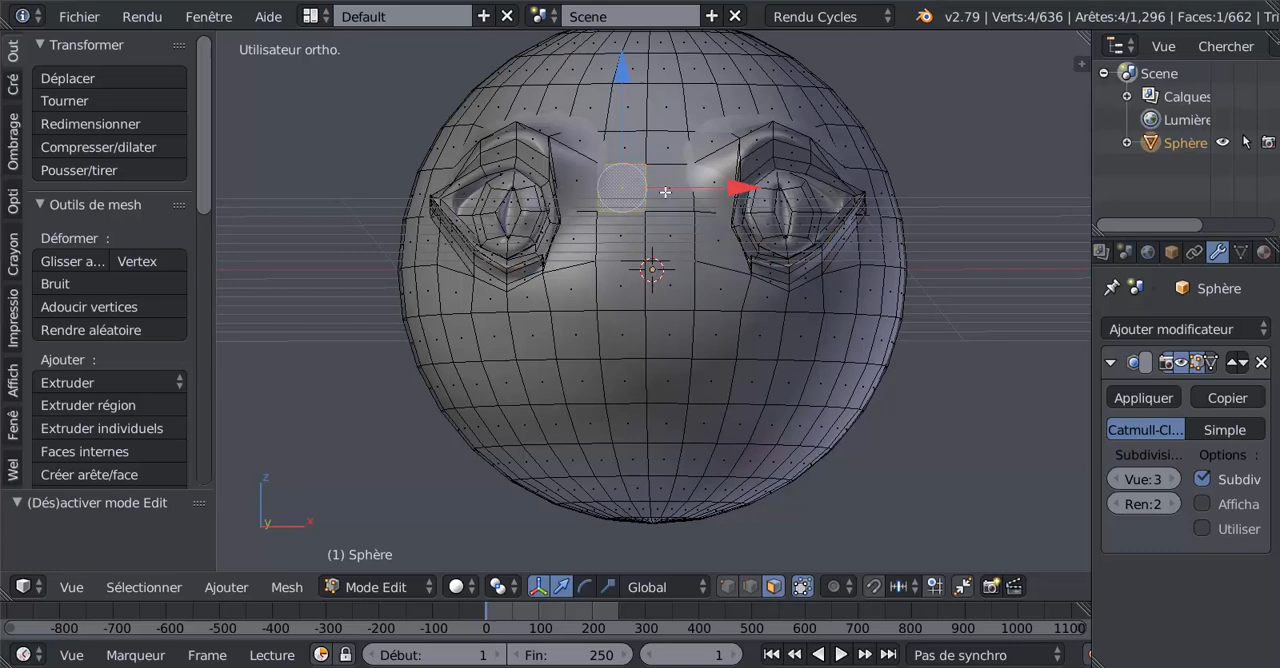 Fichier Rendu Fenêtre Aide Default Scene Rendu Cycles v2.79 | Verts:4/636 | Arêtes:4/1,296 | Faces:1/662 | Tri
Out
Cré
Ombrage
Opti
Crayon
Impressio
Affich
Fenê
Wel
Transformer
Déplacer
Tourner
Redimensionner
Compresser/dilater
Pousser/tirer
Outils de mesh
Déformer :
Glisser a... Vertex
Bruit
Adoucir vertices
Rendre aléatoire
Ajouter :
Extruder
Extruder région
Extruder individuels
Faces internes
Créer arête/face
(Dés)activer mode Edit
Utilisateur ortho.
z
y x
(1) Sphère
Vue Chercher
Scene
Calques
Lumière
Sphère
Sphère
Ajouter modificateur
Appliquer Copier
Catmull-Cl... Simple
Subdivisi... Options :
Vue:3 Subdiv
Ren:2 Afficha
Utiliser
Vue Sélectionner Ajouter Mesh Mode Edit Global
-800 -700 -600 -500 -400 -300 -200 -100 0 100 200 300 400 500 600 700 800 900 1000 1100
Vue Marqueur Frame Lecture Début: 1 Fin: 250 1 Pas de synchro